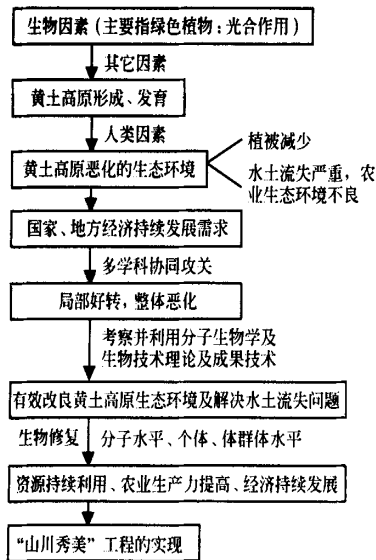 生物因素(主要指绿色植物:光合作用)
其它因素
黄土高原形成、发育
人类因素
植被减少
黄土高原恶化的生态环境
水土流失严重,农
业生态环境不良
国家、地方经济持续发展需求
多学科协同攻关
局部好转,整体恶化
考察并利用分子生物学及
生物技术理论及成果技术
有效改良黄土高原生态环境及解决水土流失问题
生物修复 分子水平、个体、体群体水平
资源持续利用、农业生产力提高、经济持续发展
“山川秀美”工程的实现